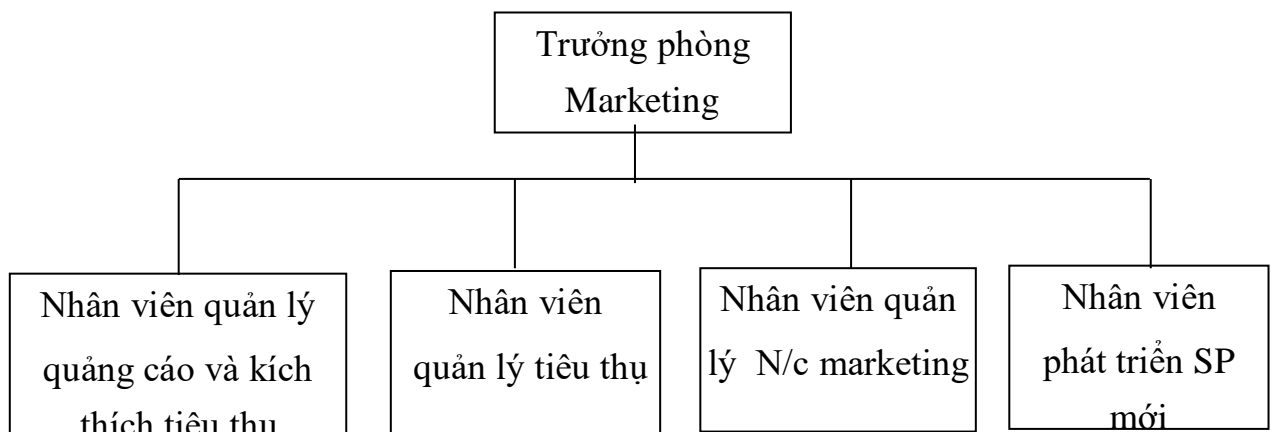 Trưởng phòng
Marketing
Nhân viên quản lý
quảng cáo và kích
thích tiêu thụ
Nhân viên
quản lý tiêu thụ
Nhân viên quản
lý N/c marketing
Nhân viên
phát triển SP
mới